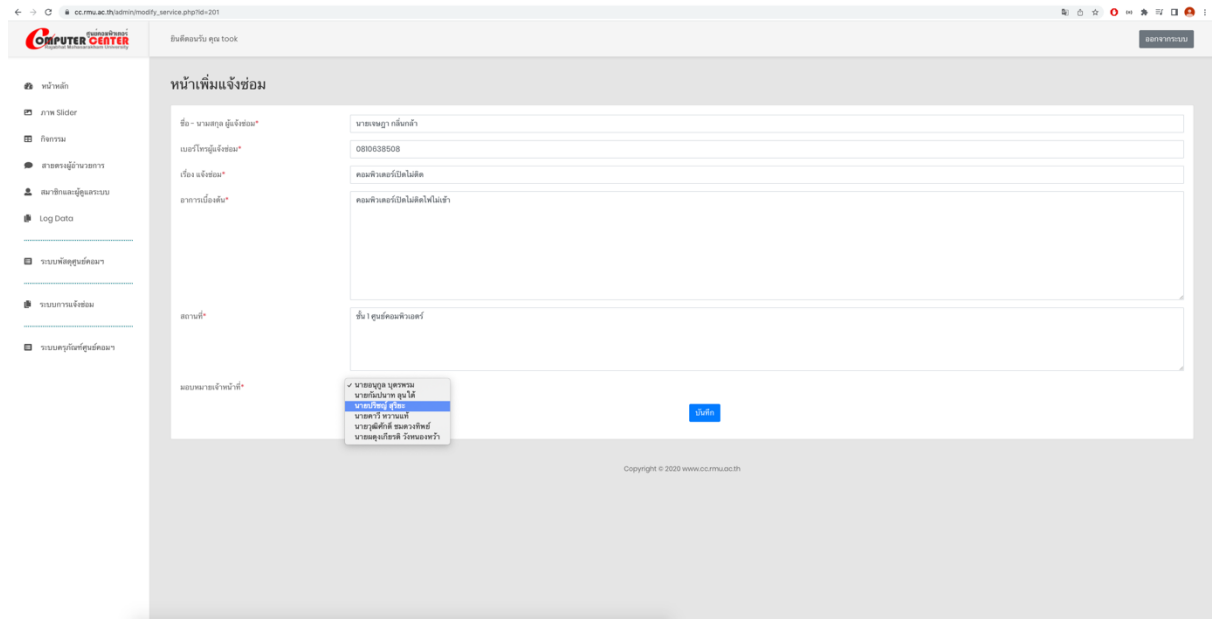 cc.rmu.ac.th/admin/modify_service.php?id=201
ศูนย์คอมพิวเตอร์
COMPUTER CENTER
Rajabhat Mahasarakham University
ยินดีตอนรับ คุณ took
ออกจากระบบ
หน้าหลัก
ภาพ Slider
กิจกรรม
สายตรงผู้อำนวยการ
สมาชิกและผู้ดูแลระบบ
Log Data
ระบบพัสดุศูนย์คอมฯ
ระบบการแจ้งซ่อม
ระบบครุภัณฑ์ศูนย์คอมฯ
หน้าเพิ่มแจ้งซ่อม
ชื่อ - นามสกุล ผู้แจ้งซ่อม*
นายเจษฎา กลิ่นกล้า
เบอร์โทรผู้แจ้งซ่อม*
0810638508
เรื่อง แจ้งซ่อม*
คอมพิวเตอร์เปิดไม่ติด
อาการเบื้องต้น*
คอมพิวเตอร์เปิดไม่ติดไฟไม่เข้า
สถานที่*
ชั้น 1 ศูนย์คอมพิวเอตร์
มอบหมายเจ้าหน้าที่*
✓ นายอนุกูล บุตรพรม
นายกัมปนาท ลุนใต้
นายปริชญ์ สุริยะ
นายคาวี หวานแท้
นายวุฒิศักดิ์ ชมดวงทิพย์
นายผดุงเกียรติ วังหนองหว้า
บันทึก
Copyright © 2020 www.cc.rmu.ac.th